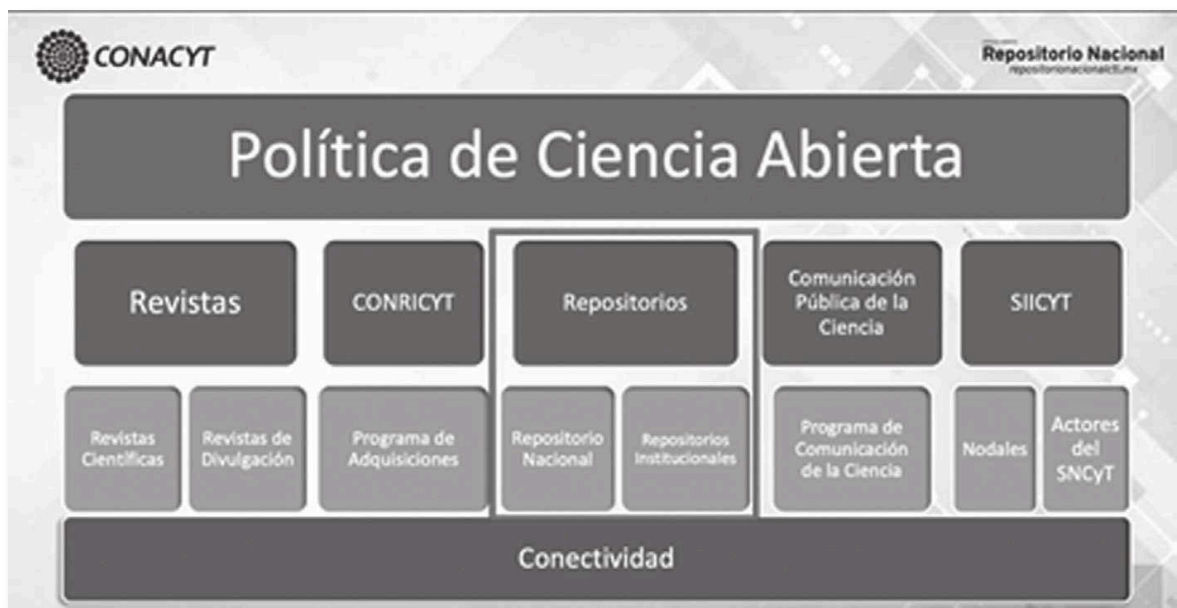 CONACYT
Repositorio Nacional
repositorionacionalcti.mx
Política de Ciencia Abierta
Revistas
CONRICYT
Repositorios
Comunicación
Pública de la
Ciencia
SIICYT
Revistas
Científicas
Revistas de
Divulgación
Programa de
Adquisiciones
Repositorio
Nacional
Repositorios
Institucionales
Programa de
Comunicación
de la Ciencia
Nodales
Actores
del
SNCyT
Conectividad